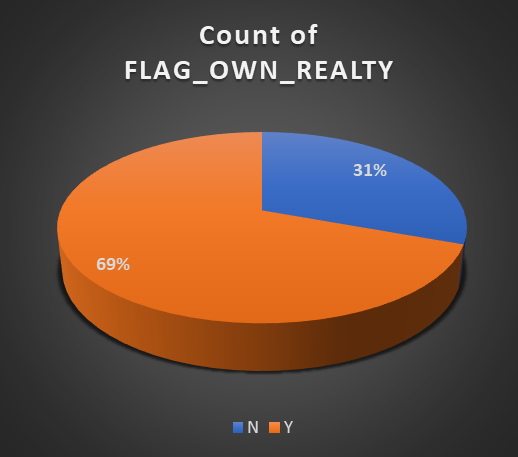 Count of
FLAG_OWN_REALTY
31%
69%
N Y